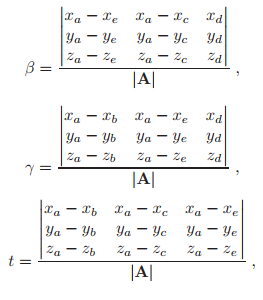 x_a − x_e x_a − x_c x_d
y_a − y_e y_a − y_c y_d
β = z_a − z_e z_a − z_c z_d ,
|A|
x_a − x_b x_a − x_e x_d
y_a − y_b y_a − y_e y_d
γ = z_a − z_b z_a − z_e z_d ,
|A|
x_a − x_b x_a − x_c x_a − x_e
y_a − y_b y_a − y_c y_a − y_e
t = z_a − z_b z_a − z_c z_a − z_e ,
|A|